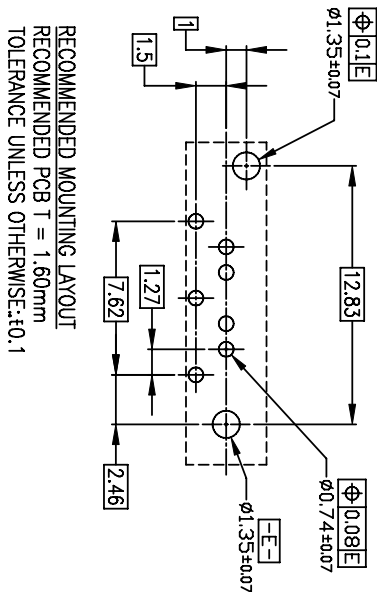 ⌖ 0.1 E
Ø1.35±0.07
1
1.5
12.83
7.62
1.27
2.46
⌖ 0.08 E
Ø0.74±0.07
-E-
Ø1.35±0.07
RECOMMENDED MOUNTING LAYOUT
RECOMMENDED PCB T = 1.60mm
TOLERANCE UNLESS OTHERWISE:±0.1